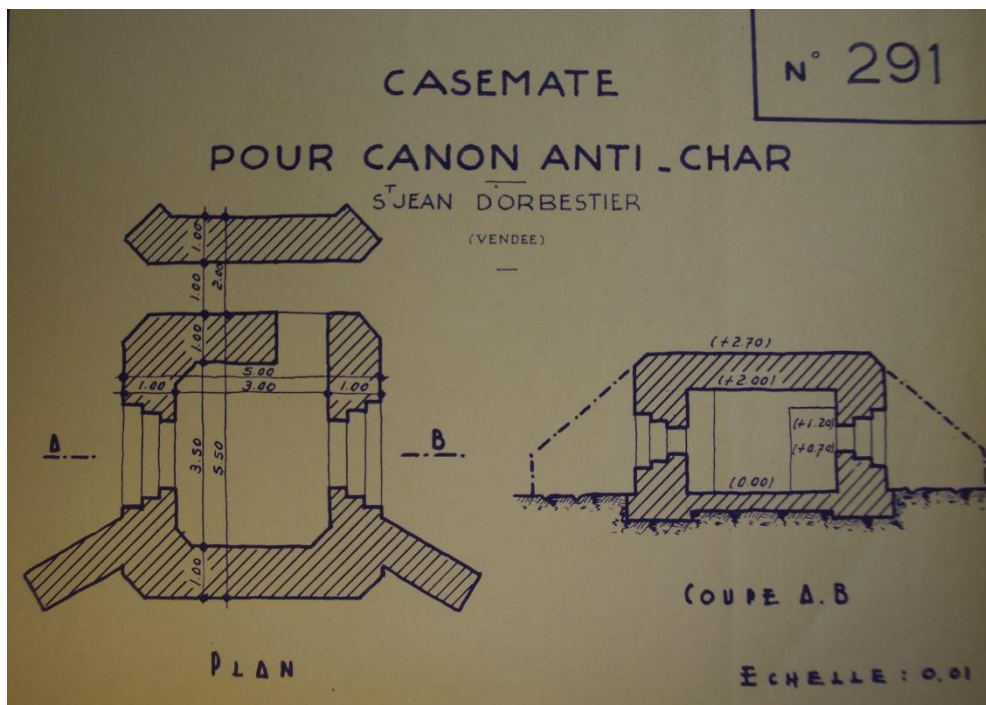 N° 291
CASEMATE
POUR CANON ANTI_CHAR
ST JEAN D'ORBESTIER
(VENDEE)
1.00
1.00
2.00
1.00
5.00
1.00 3.00 1.00
3.50
5.50
1.00
A B
PLAN
(+2.70)
(+2.00)
(+1.20)
(+0.70)
(0.00)
COUPE A.B
ECHELLE : 0.01